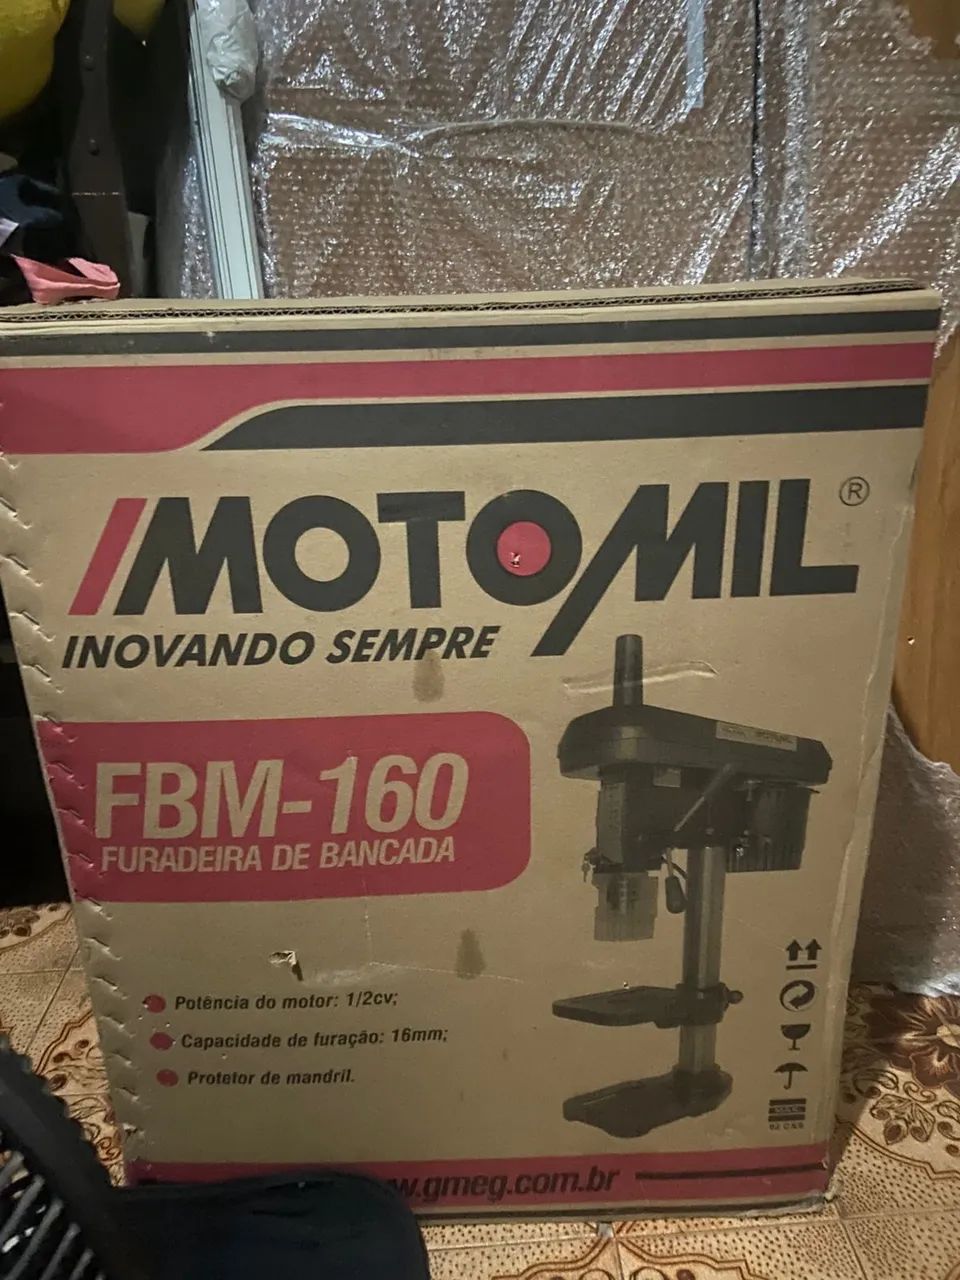 MOTOMIL ®
INOVANDO SEMPRE
FBM-160
FURADEIRA DE BANCADA
Potência do motor: 1/2cv;
Capacidade de furação: 16mm;
Protetor de mandril.
MÁX.
w.gmeg.com.br